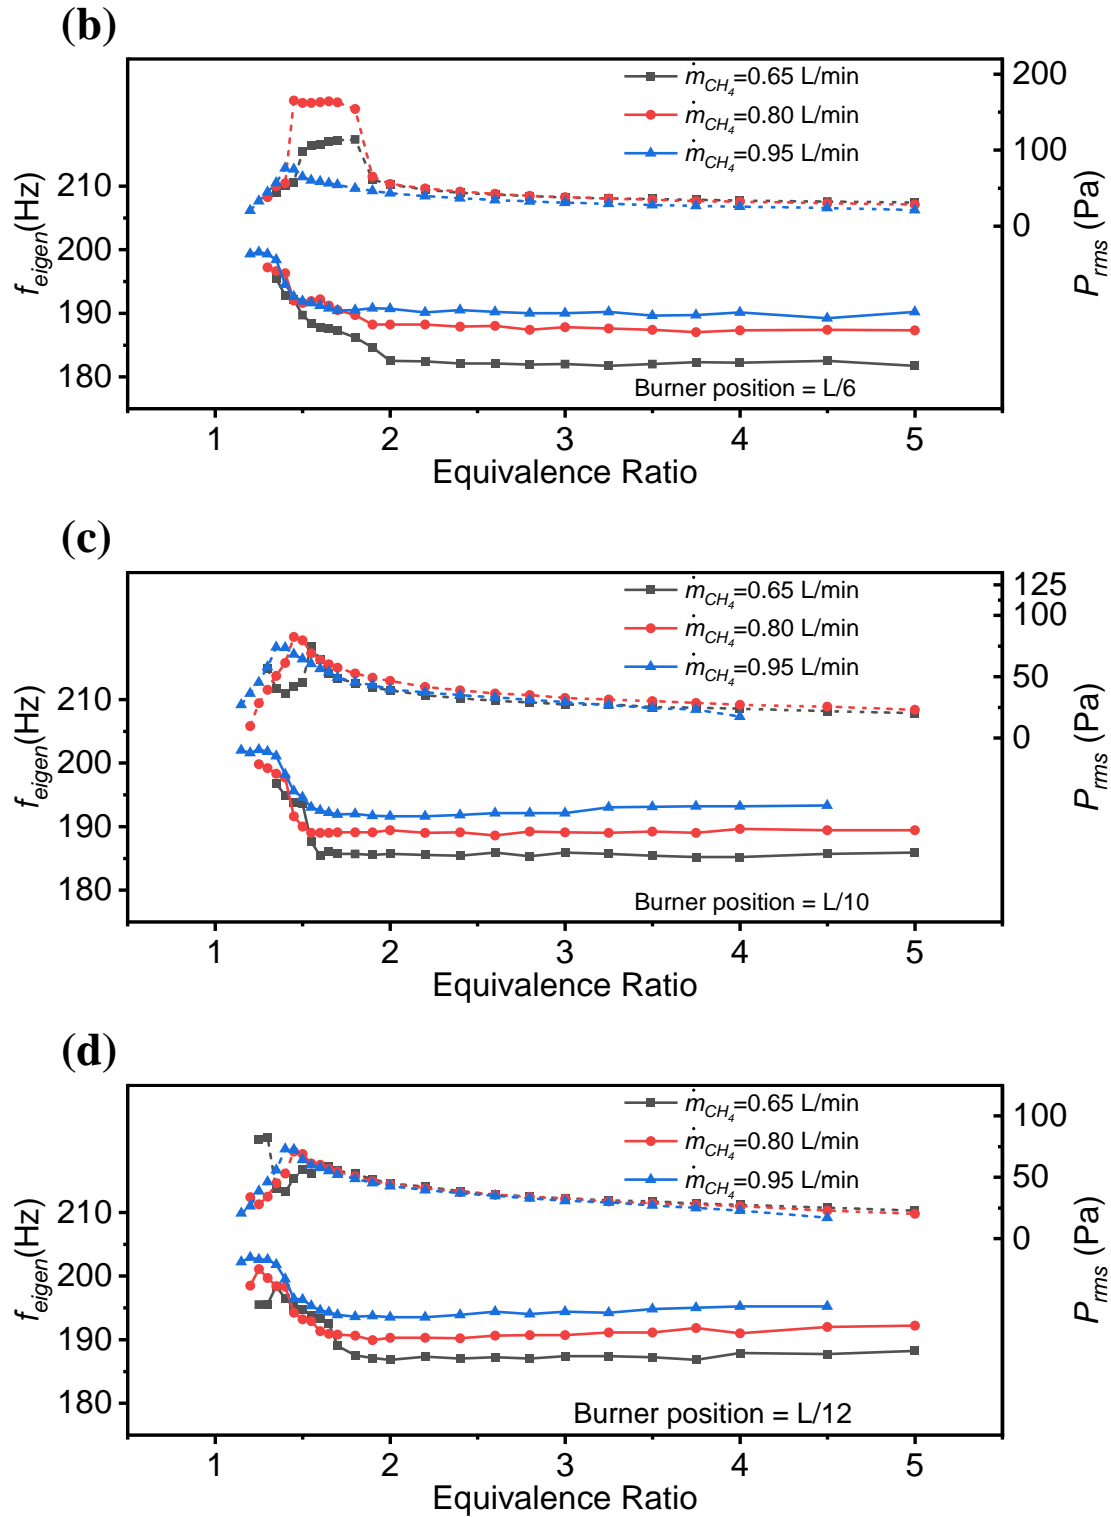 (b)
ṁCH4=0.65 L/min
ṁCH4=0.80 L/min
ṁCH4=0.95 L/min
200
100
0
Prms (Pa)
210
200
190
180
feigen(Hz)
Burner position = L/6
1 2 3 4 5
Equivalence Ratio
(c)
ṁCH4=0.65 L/min
ṁCH4=0.80 L/min
ṁCH4=0.95 L/min
125
100
50
0
Prms (Pa)
210
200
190
180
feigen(Hz)
Burner position = L/10
1 2 3 4 5
Equivalence Ratio
(d)
ṁCH4=0.65 L/min
ṁCH4=0.80 L/min
ṁCH4=0.95 L/min
100
50
0
Prms (Pa)
210
200
190
180
feigen(Hz)
Burner position = L/12
1 2 3 4 5
Equivalence Ratio